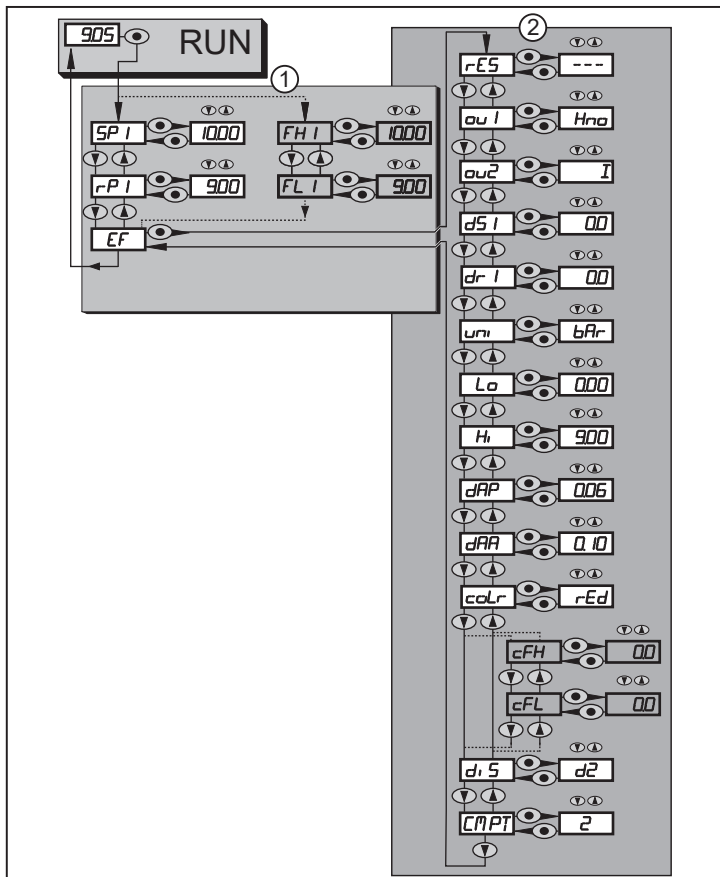 9.05 RUN
1
SP1 10.00 FH1 10.00
rP1 9.00 FL1 9.00
EF
2
rES ---
ou1 Hno
ou2 I
dS1 0.0
dr1 0.0
uni bAr
Lo 0.00
Hi 9.00
dAP 0.06
dAA 0.10
coLr rEd
cFH 0.0
cFL 0.0
diS d2
CMPT 2